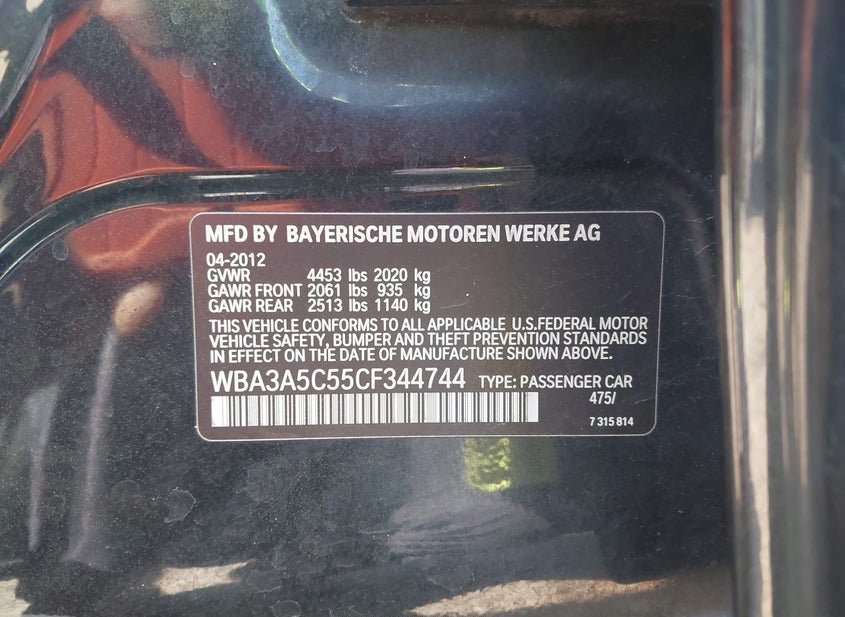 MFD BY BAYERISCHE MOTOREN WERKE AG
04-2012
GVWR 4453 lbs 2020 kg
GAWR FRONT 2061 lbs 935 kg
GAWR REAR 2513 lbs 1140 kg
THIS VEHICLE CONFORMS TO ALL APPLICABLE U.S.FEDERAL MOTOR
VEHICLE SAFETY, BUMPER AND THEFT PREVENTION STANDARDS
IN EFFECT ON THE DATE OF MANUFACTURE SHOWN ABOVE.
WBA3A5C55CF344744 TYPE: PASSENGER CAR
475/
7 315 814